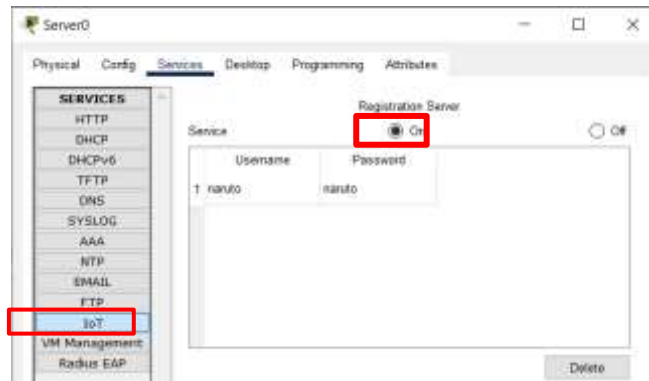 Server0
Physical Config Services Desktop Programming Attributes
SERVICES
HTTP
DHCP
DHCPv6
TFTP
DNS
SYSLOG
AAA
NTP
EMAIL
FTP
IoT
VM Management
Radius EAP
Registration Server
Service On Off
Username Password
1 naruto naruto
Delete